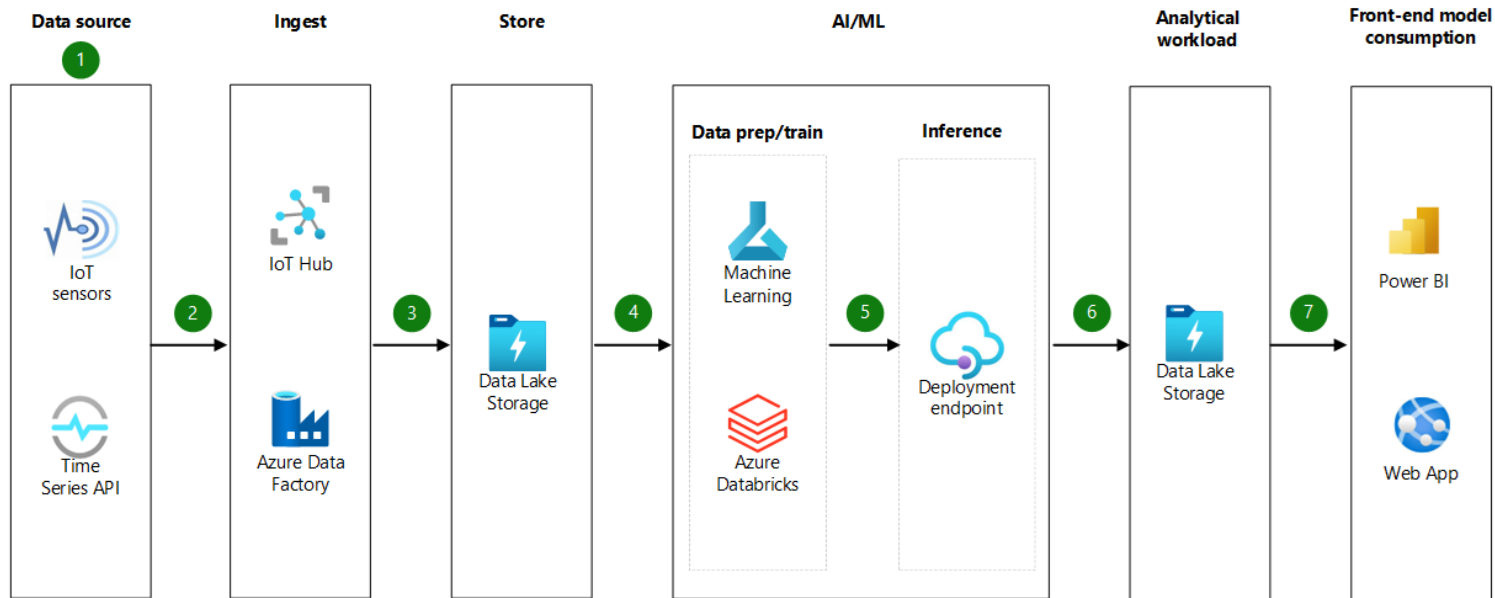 Data source
Ingest
Store
AI/ML
Analytical
workload
Front-end model
consumption
1
IoT
sensors
Time
Series API
2
IoT Hub
Azure Data
Factory
3
Data Lake
Storage
4
Data prep/train
Machine
Learning
Azure
Databricks
5
Inference
Deployment
endpoint
6
Data Lake
Storage
7
Power BI
Web App